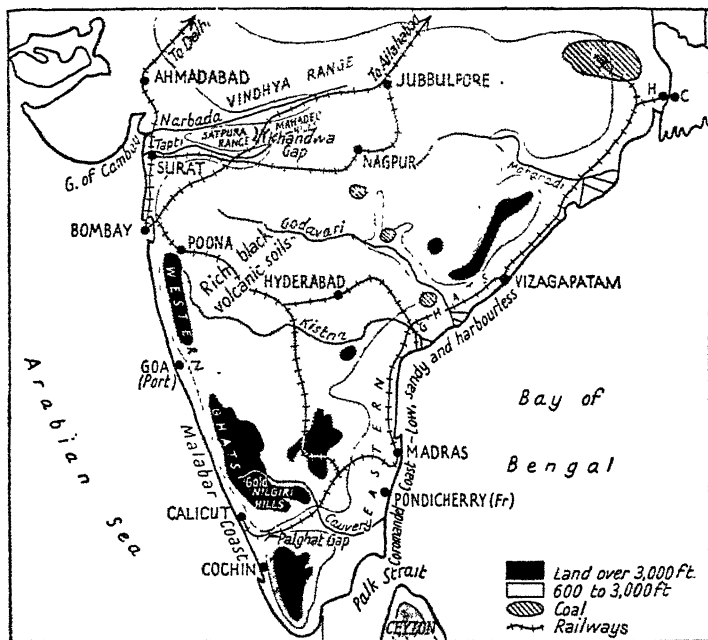 To Delhi
To Allahabad
AHMADABAD
VINDHYA RANGE
JUBBULPORE
H
C
Narbada
SATPURA
RANGE
Khandwa
Gap
Tapti
G. of Cambay
SURAT
NAGPUR
Mahanadi
BOMBAY
Godavari
POONA
Rich black
volcanic soils
HYDERABAD
VIZAGAPATAM
WESTERN
GHATS
Kistna
GOA
(Port)
EASTERN
GHATS
Coromandel Coast - Low, sandy and harbourless
Arabian Sea
Bay of
Bengal
Malabar
Coast
MADRAS
Gold
NILGIRI
HILLS
PONDICHERRY (Fr)
Cauvery
CALICUT
Palghat Gap
COCHIN
Palk Strait
CEYLON
Land over 3,000 ft.
600 to 3,000 ft
Coal
Railways